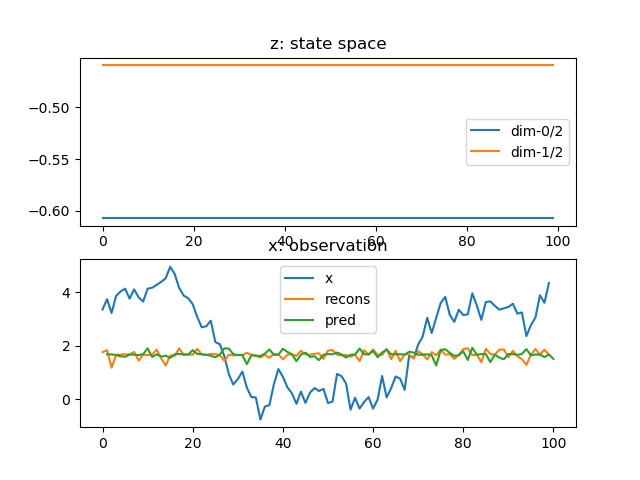 z: state space
−0.50
−0.55
−0.60
dim-0/2
dim-1/2
0 20 40 60 80 100
x: observation
4
2
0
x
recons
pred
0 20 40 60 80 100